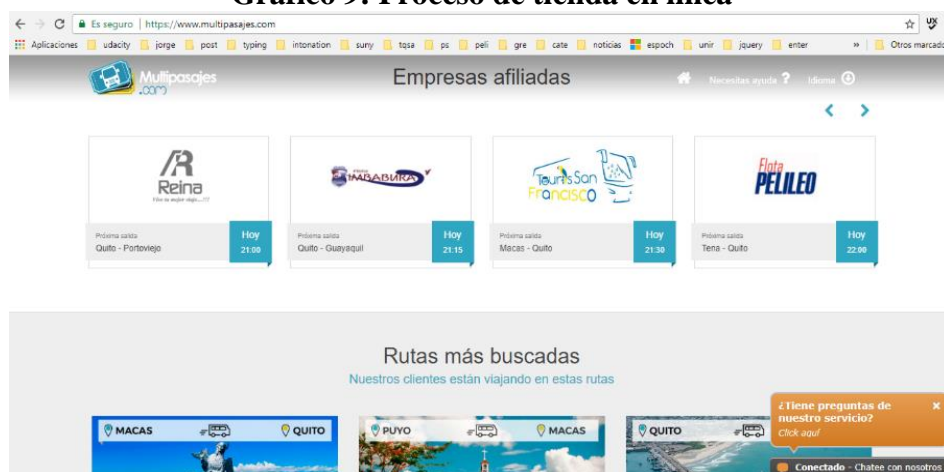 Gráfico 9: Proceso de tienda en línea
Es seguro | https://www.multipasajes.com
Aplicaciones udacity jorge post typing intonation suny tqsa ps peli gre cate noticias espoch unir jquery enter » Otros marcado
Multipasajes
.com
Empresas afiliadas
Necesitas ayuda ? Idioma
Reina
IMBABURA
Touris San
Francisco
Flota
PELILEO
Próxima salida
Quito - Portoviejo
Hoy
21:00
Próxima salida
Quito - Guayaquil
Hoy
21:15
Próxima salida
Macas - Quito
Hoy
21:30
Próxima salida
Tena - Quito
Hoy
22:00
Rutas más buscadas
Nuestros clientes están viajando en estas rutas
MACAS QUITO
PUYO MACAS
QUITO
¿Tiene preguntas de x
nuestro servicio?
Click aquí
Conectado - Chatee con nosotros